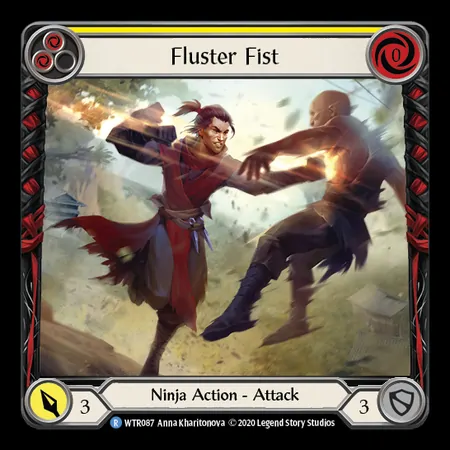 Fluster Fist
0
Ninja Action - Attack
3
3
R WTR087 Anna Kharitonova © 2020 Legend Story Studios